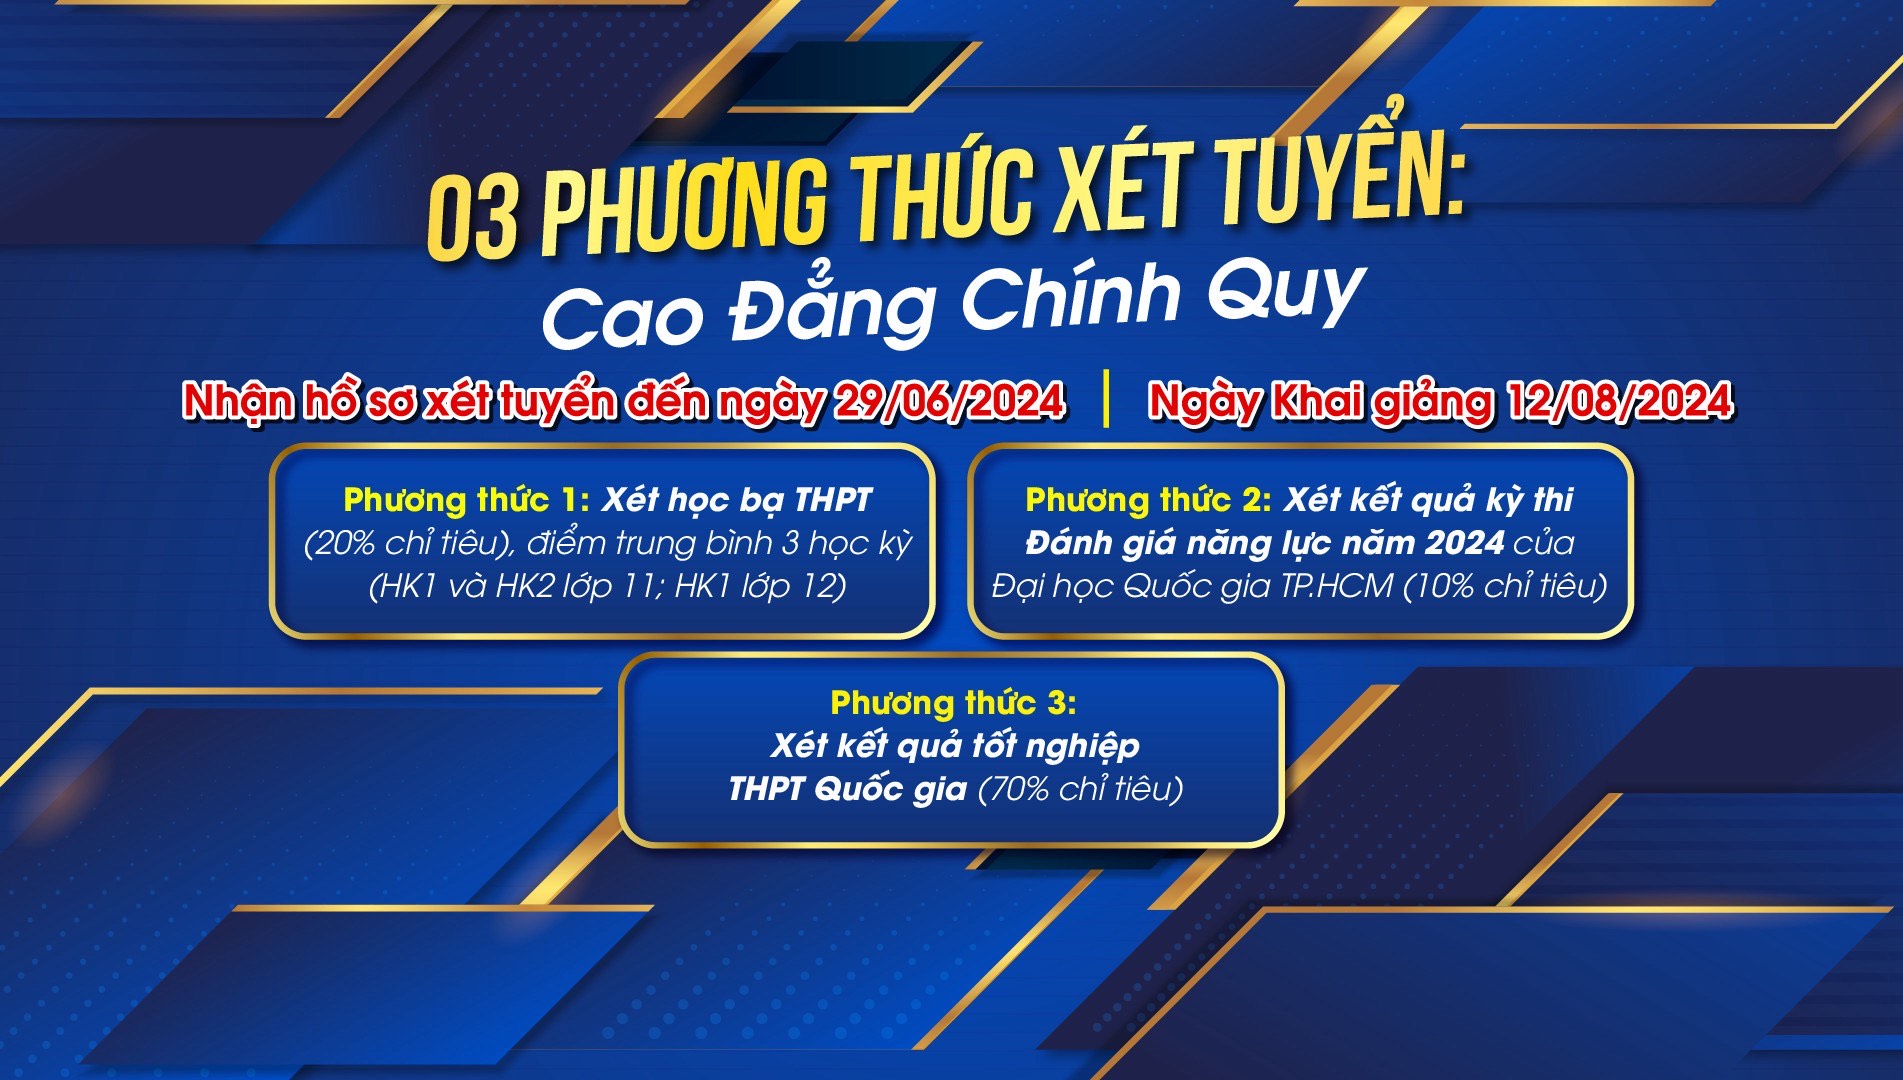 03 PHƯƠNG THỨC XÉT TUYỂN:
Cao Đẳng Chính Quy
Nhận hồ sơ xét tuyển đến ngày 29/06/2024 | Ngày Khai giảng 12/08/2024
Phương thức 1: Xét học bạ THPT
(20% chỉ tiêu), điểm trung bình 3 học kỳ
(HK1 và HK2 lớp 11; HK1 lớp 12)
Phương thức 2: Xét kết quả kỳ thi
Đánh giá năng lực năm 2024 của
Đại học Quốc gia TP.HCM (10% chỉ tiêu)
Phương thức 3:
Xét kết quả tốt nghiệp
THPT Quốc gia (70% chỉ tiêu)